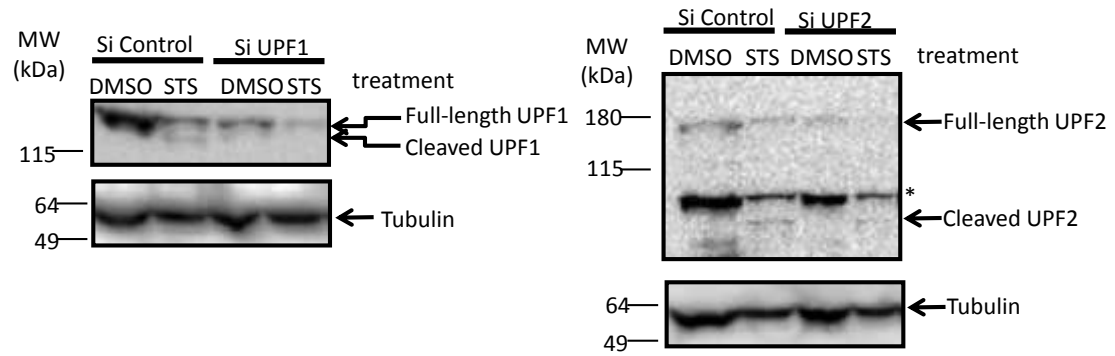 MW
(kDa)
Si Control Si UPF1
DMSO STS DMSO STS treatment
Full-length UPF1
Cleaved UPF1
115
64
49
Tubulin
MW
(kDa)
Si Control Si UPF2
DMSO STS DMSO STS treatment
180
Full-length UPF2
115
*
Cleaved UPF2
64
49
Tubulin